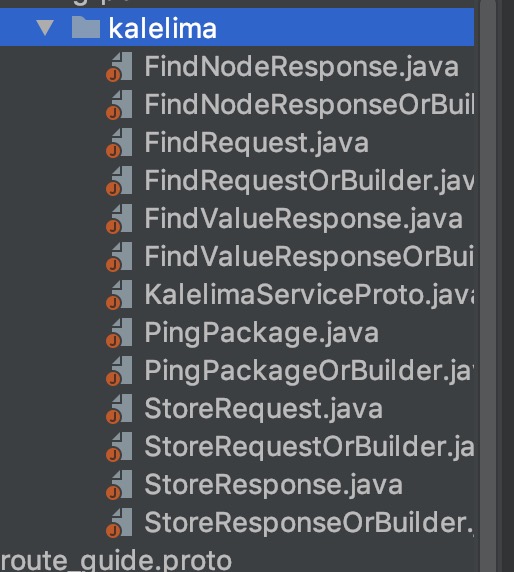 kalelima
FindNodeResponse.java
FindNodeResponseOrBuil
FindRequest.java
FindRequestOrBuilder.jav
FindValueResponse.java
FindValueResponseOrBui
KalelimaServiceProto.java
PingPackage.java
PingPackageOrBuilder.ja
StoreRequest.java
StoreRequestOrBuilder.ja
StoreResponse.java
StoreResponseOrBuilder.
route_guide.proto